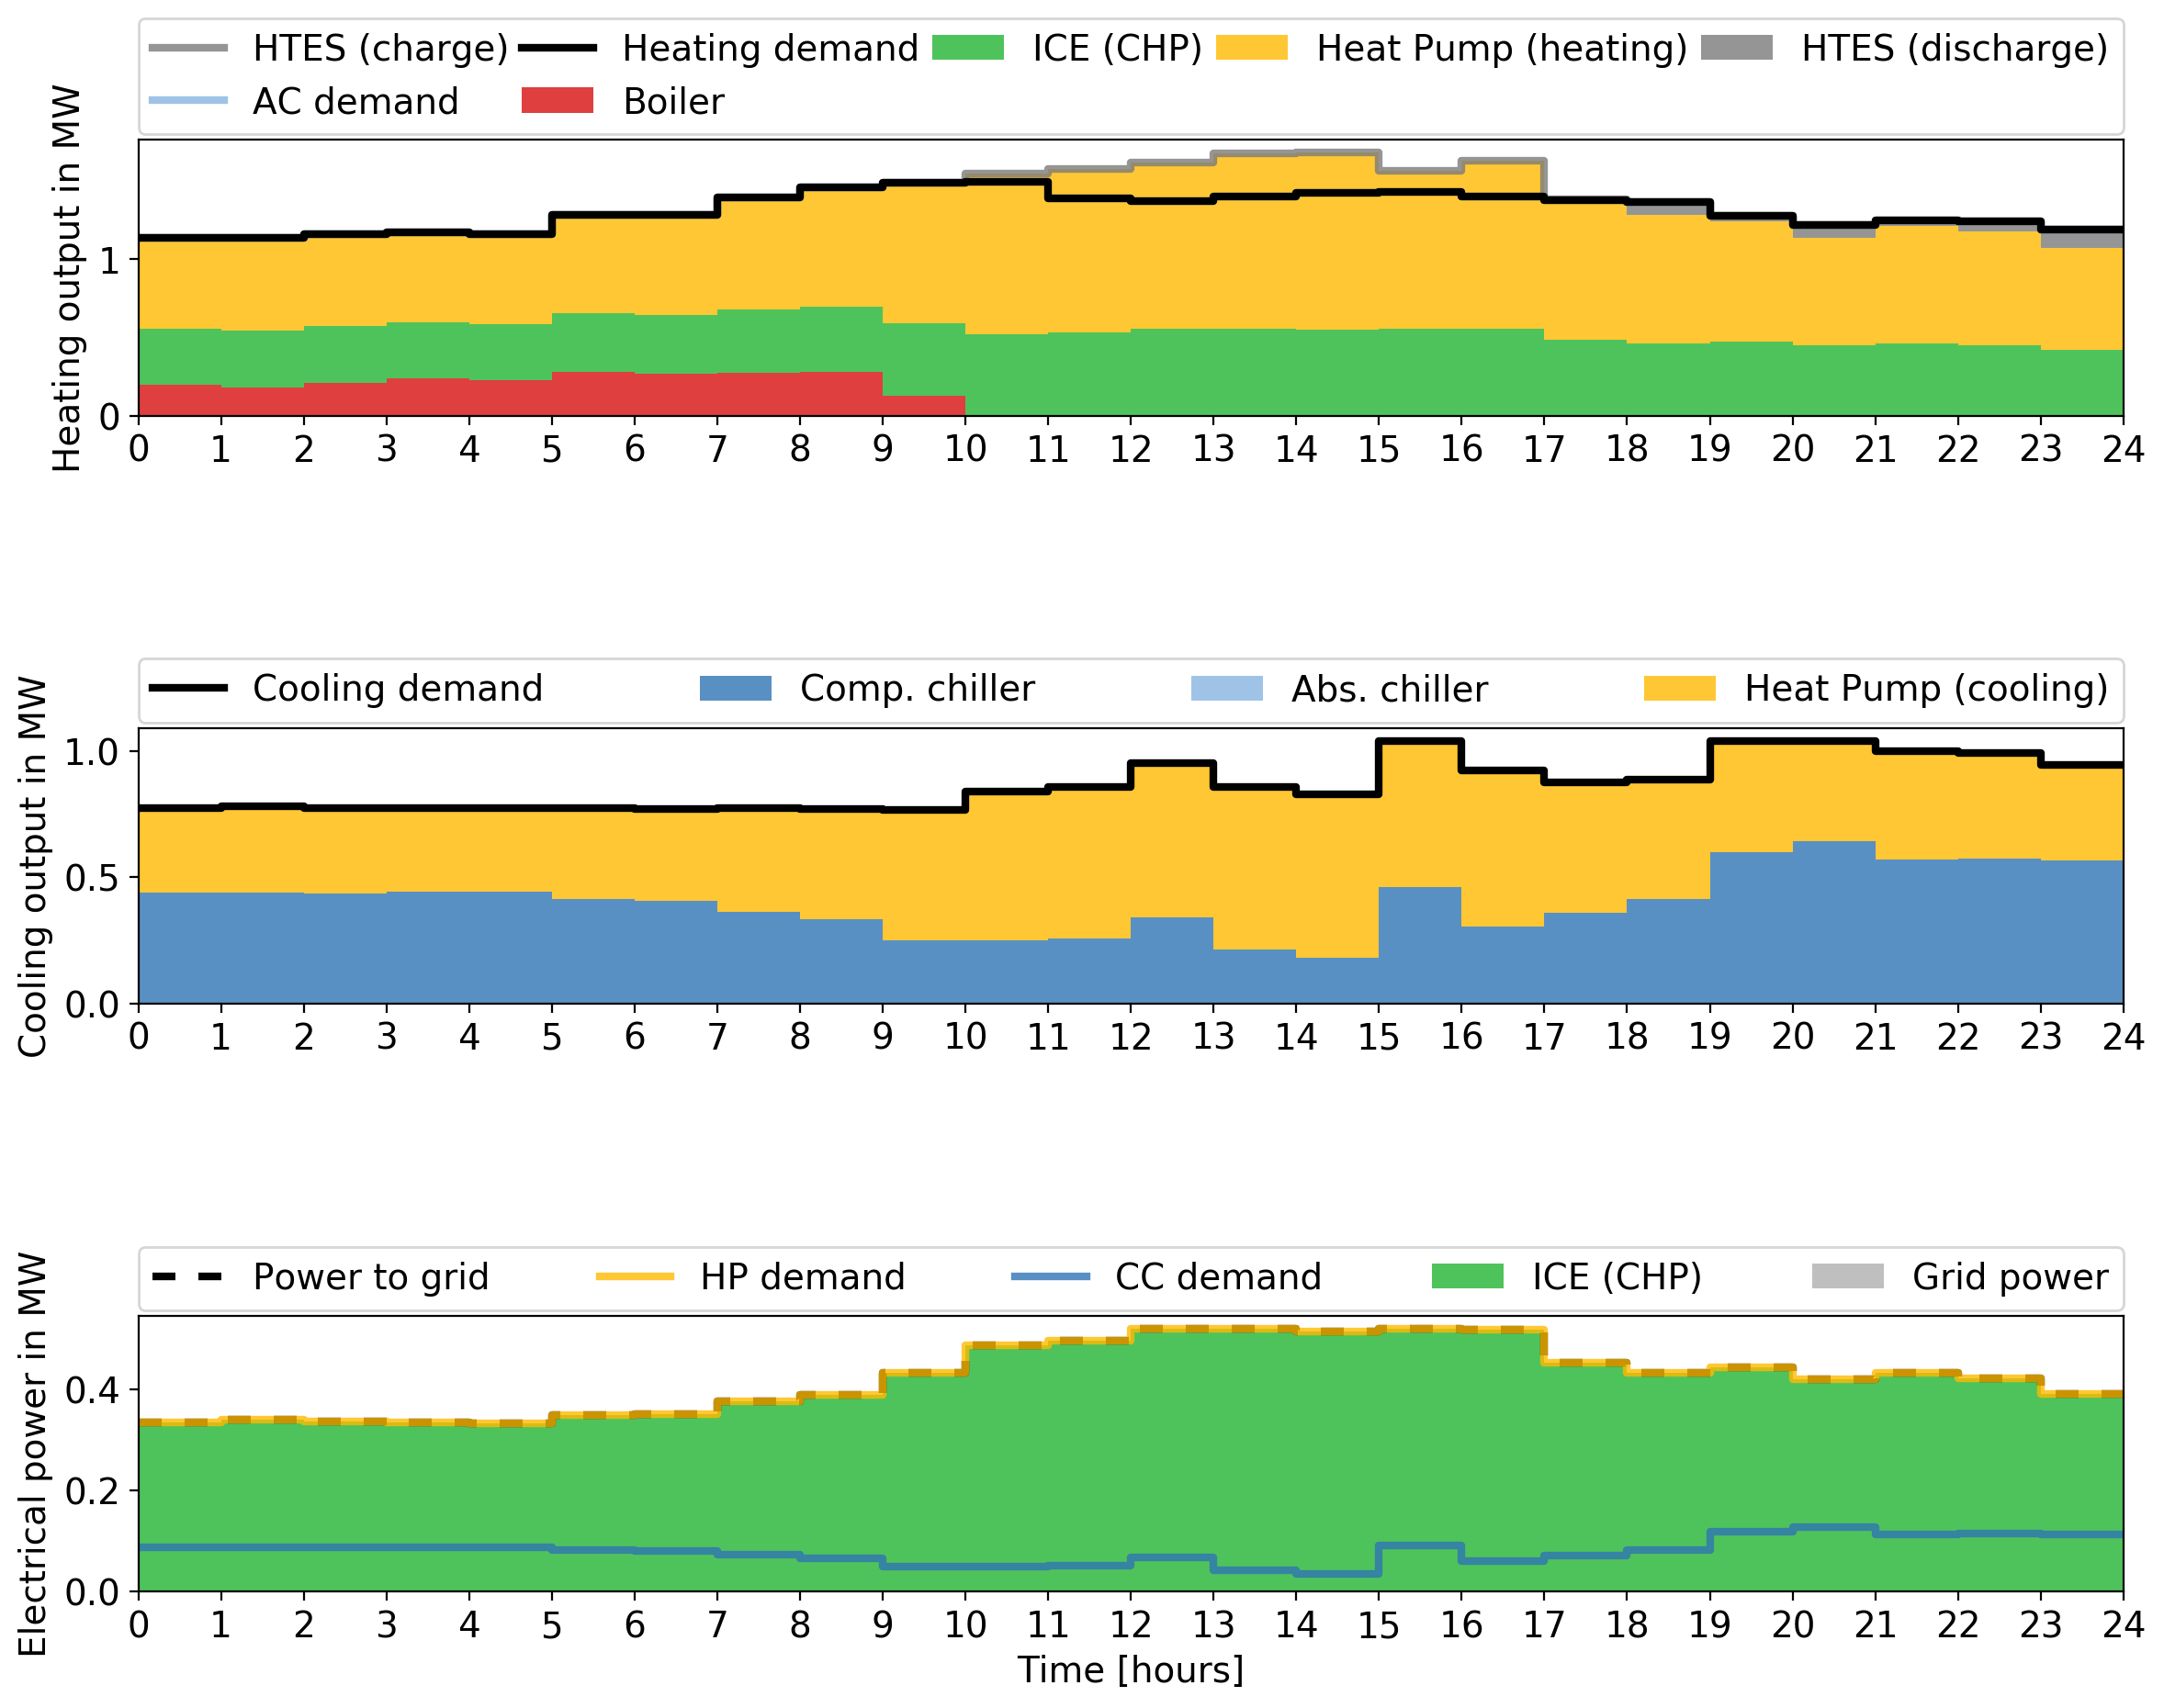 HTES (charge) Heating demand ICE (CHP) Heat Pump (heating) HTES (discharge)
AC demand Boiler
Heating output in MW
1
0
0 1 2 3 4 5 6 7 8 9 10 11 12 13 14 15 16 17 18 19 20 21 22 23 24
Cooling demand Comp. chiller Abs. chiller Heat Pump (cooling)
Cooling output in MW
1.0
0.5
0.0
0 1 2 3 4 5 6 7 8 9 10 11 12 13 14 15 16 17 18 19 20 21 22 23 24
Power to grid HP demand CC demand ICE (CHP) Grid power
Electrical power in MW
0.4
0.2
0.0
0 1 2 3 4 5 6 7 8 9 10 11 12 13 14 15 16 17 18 19 20 21 22 23 24
Time [hours]